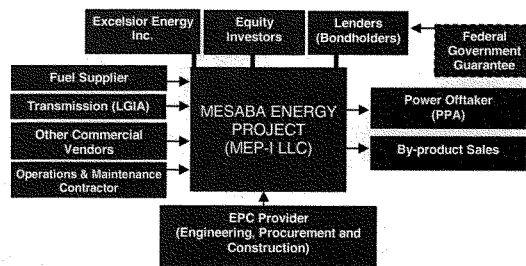 Excelsior Energy
Inc.
Equity
Investors
Lenders
(Bondholders)
Federal
Government
Guarantee
Fuel Supplier
Transmission (LGIA)
Other Commercial
Vendors
Operations & Maintenance
Contractor
MESABA ENERGY
PROJECT
(MEP-I LLC)
Power Offtaker
(PPA)
By-product Sales
EPC Provider
(Engineering, Procurement and
Construction)